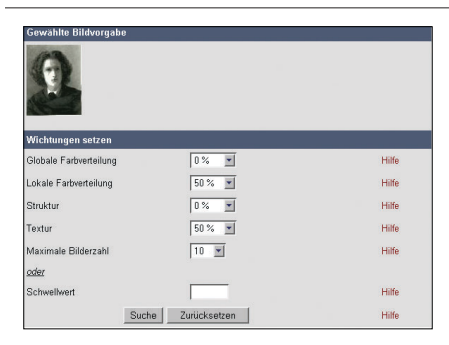 Gewählte Bildvorgabe
Wichtungen setzen
Globale Farbverteilung 0 % Hilfe
Lokale Farbverteilung 50 % Hilfe
Struktur 0 % Hilfe
Textur 50 % Hilfe
Maximale Bilderzahl 10 Hilfe
oder
Schwellwert Hilfe
Suche Zurücksetzen Hilfe